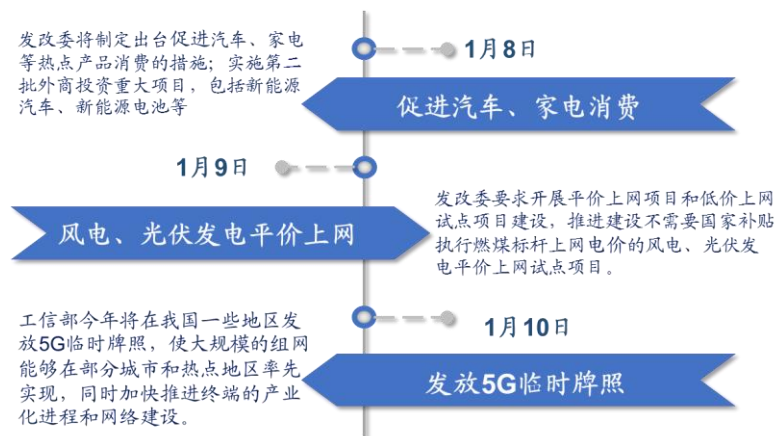 发改委将制定出台促进汽车、家电
等热点产品消费的措施；实施第二
批外商投资重大项目，包括新能源
汽车、新能源电池等
1月8日
促进汽车、家电消费
1月9日
风电、光伏发电平价上网
发改委要求开展平价上网项目和低价上网
试点项目建设，推进建设不需要国家补贴
执行燃煤标杆上网电价的风电、光伏发
电平价上网试点项目。
1月10日
发放5G临时牌照
工信部今年将在我国一些地区发
放5G临时牌照，使大规模的组网
能够在部分城市和热点地区率先
实现，同时加快推进终端的产业
化进程和网络建设。